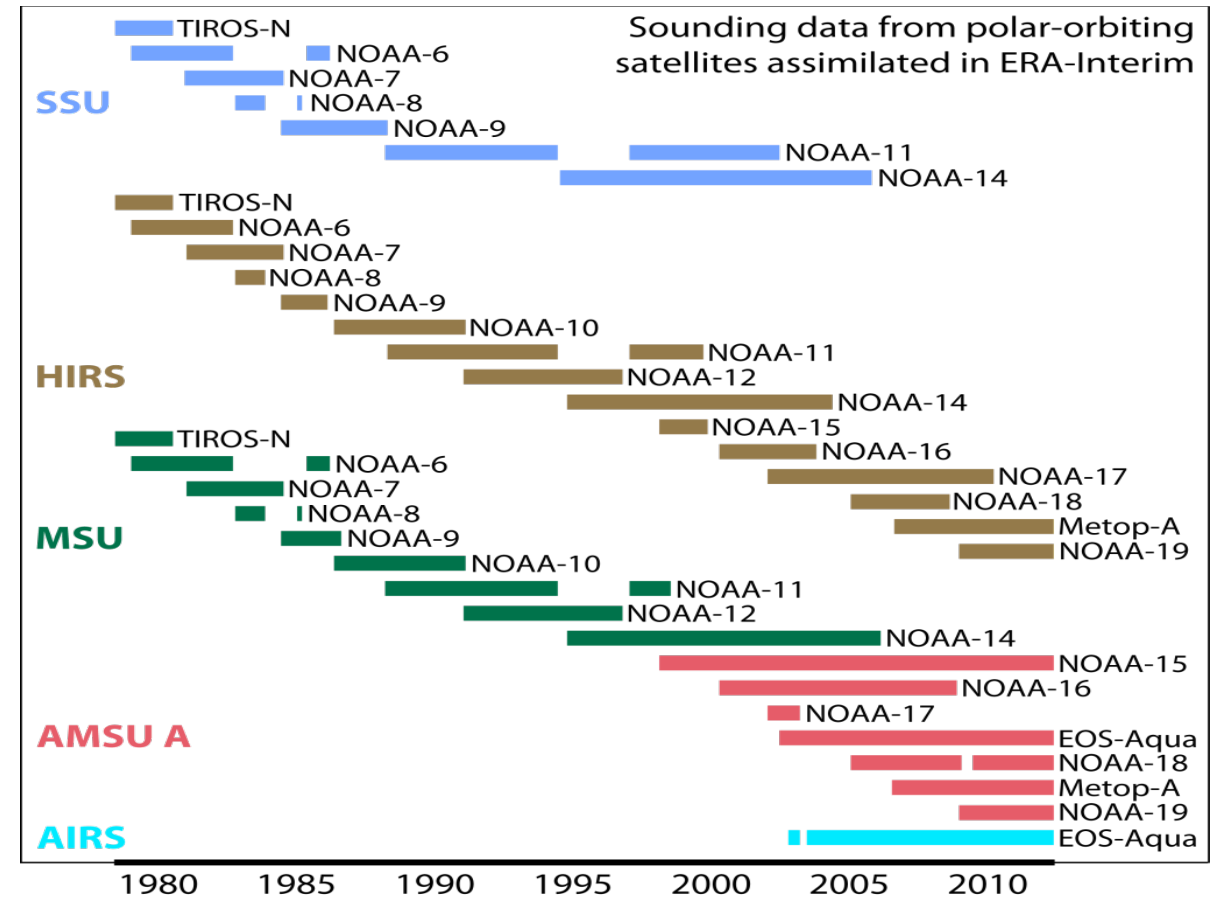 Sounding data from polar-orbiting
satellites assimilated in ERA-Interim
SSU
TIROS-N
NOAA-6
NOAA-7
NOAA-8
NOAA-9
NOAA-11
NOAA-14
HIRS
TIROS-N
NOAA-6
NOAA-7
NOAA-8
NOAA-9
NOAA-10
NOAA-11
NOAA-12
NOAA-14
NOAA-15
NOAA-16
NOAA-17
NOAA-18
Metop-A
NOAA-19
MSU
TIROS-N
NOAA-6
NOAA-7
NOAA-8
NOAA-9
NOAA-10
NOAA-11
NOAA-12
NOAA-14
AMSU A
NOAA-15
NOAA-16
NOAA-17
EOS-Aqua
NOAA-18
Metop-A
NOAA-19
AIRS
EOS-Aqua
1980 1985 1990 1995 2000 2005 2010